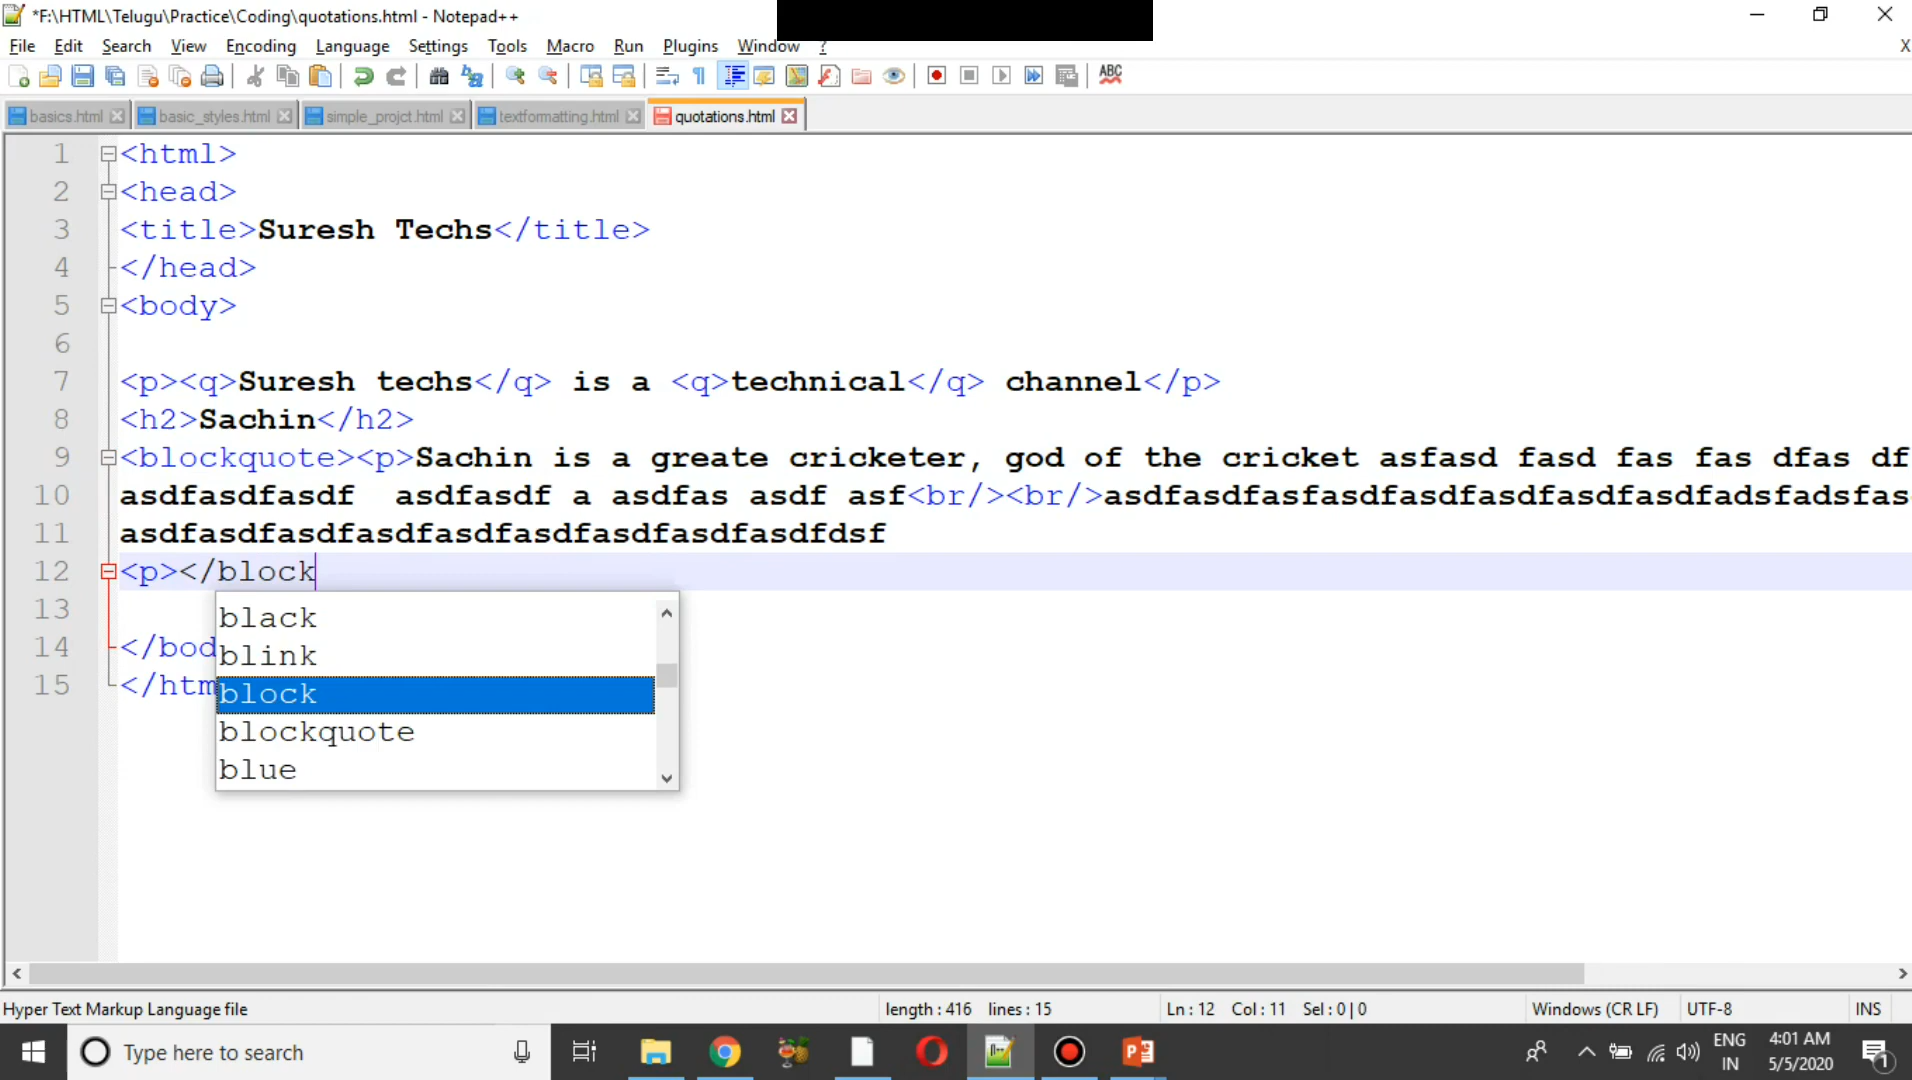 *F:\HTML\Telugu\Practice\Coding\quotations.html - Notepad++
File Edit Search View Encoding Language Settings Tools Macro Run Plugins Window ? X
ABC
basics.html basic_styles.html simple_projct.html textformatting.html quotations.html
1 <html>
2 <head>
3 <title>Suresh Techs</title>
4 </head>
5 <body>
6
7 <p><q>Suresh techs</q> is a <q>technical</q> channel</p>
8 <h2>Sachin</h2>
9 <blockquote><p>Sachin is a greate cricketer, god of the cricket asfasd fasd fas fas dfas df
10 asdfasdfasdf  asdfasdf a asdfas asdf asf<br/><br/>asdfasdfasfasdfasdfasdfasdfasdfadsfadsfas
11 asdfasdfasdfasdfasdfasdfasdfasdfasdfdsf
12 <p></block
13
14 </bod
15 </htm
black
blink
block
blockquote
blue
Hyper Text Markup Language file length : 416 lines : 15 Ln : 12 Col : 11 Sel : 0 | 0 Windows (CR LF) UTF-8 INS
Type here to search
ENG
IN
4:01 AM
5/5/2020
1